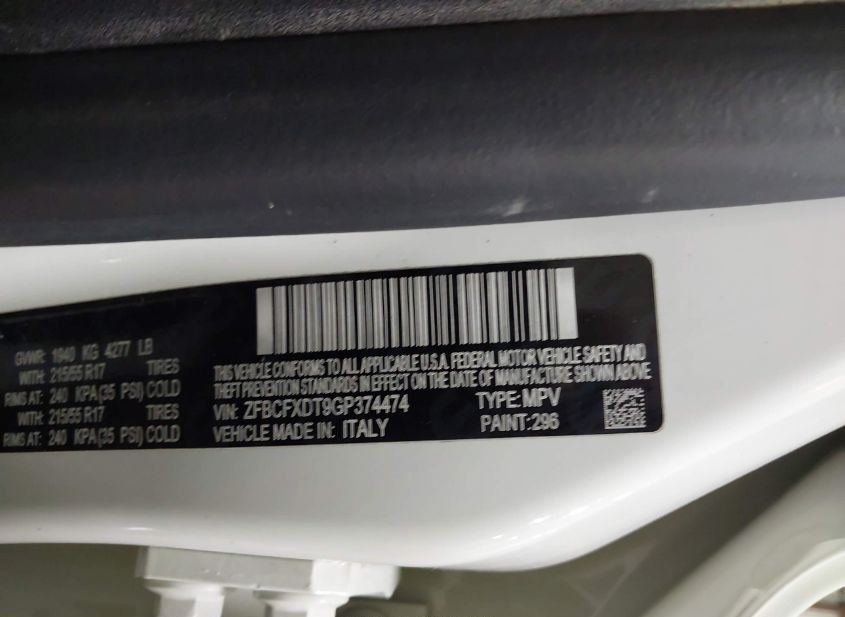 GVWR: 1940 KG 4277 LB
WITH: 215/55 R17 TIRES
RIMS AT: 240 KPA (35 PSI) COLD
WITH: 215/55 R17 TIRES
RIMS AT: 240 KPA (35 PSI) COLD
THIS VEHICLE CONFORMS TO ALL APPLICABLE U.S.A. FEDERAL MOTOR VEHICLE SAFETY AND
THEFT PREVENTION STANDARDS IN EFFECT ON THE DATE OF MANUFACTURE SHOWN ABOVE
VIN: ZFBCFXDT9GP374474 TYPE: MPV
VEHICLE MADE IN: ITALY PAINT: 296